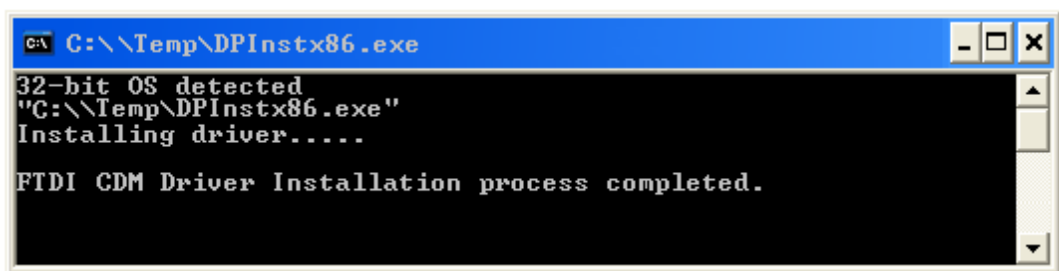 C:\\Temp\DPInstx86.exe
32-bit OS detected
"C:\\Temp\DPInstx86.exe"
Installing driver.....
FTDI CDM Driver Installation process completed.